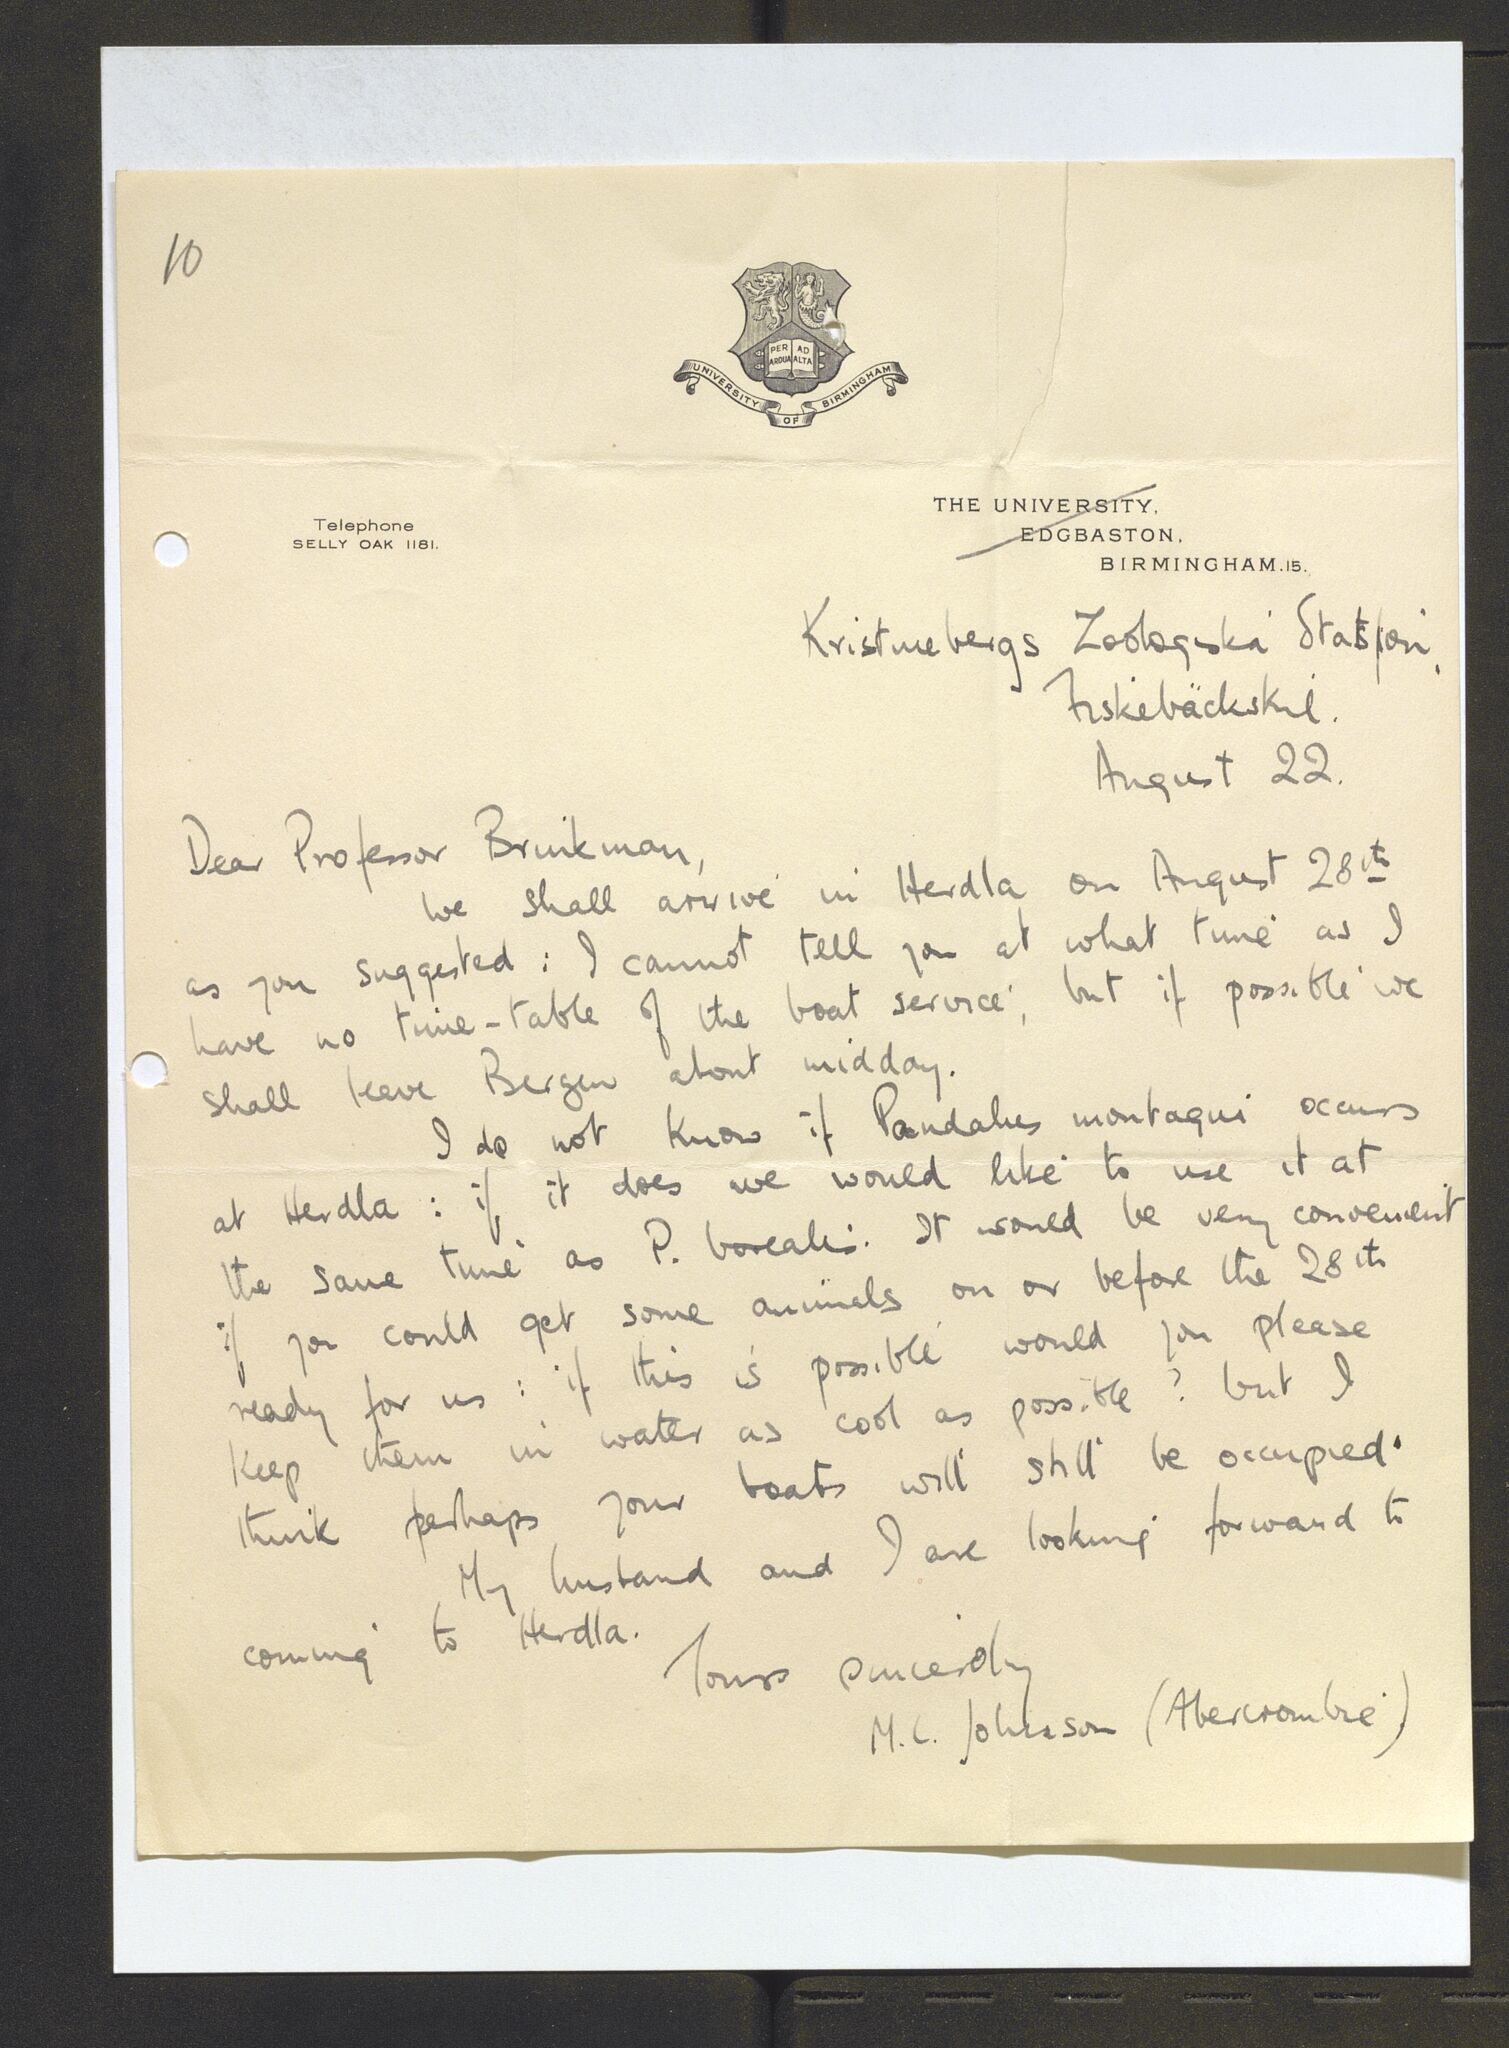 10
PER AD
ARDUA ALTA
UNIVERSITY OF BIRMINGHAM
Telephone
SELLY OAK 1181.
THE UNIVERSITY,
EDGBASTON,
BIRMINGHAM.15.
Kristinebergs Zoologiska Station,
Fiskebäckskil.
August 22.
Dear Professor Brinkman,
We shall arrive in Herdla on August 28th
as you suggested : I cannot tell you at what time as I
have no time-table of the boat service, but if possible we
shall leave Bergen about midday.
I do not know if Pandalus montagui occurs
at Herdla : if it does we would like to use it at
the same time as P. borealis. It would be very convenient
if you could get some animals on or before the 28th
ready for us : if this is possible would you please
keep them in water as cool as possible ? but I
think perhaps your boats will still be occupied.
My husband and I are looking forward to
coming to Herdla.
Yours sincerely
M.L. Johnson (Abercrombie)